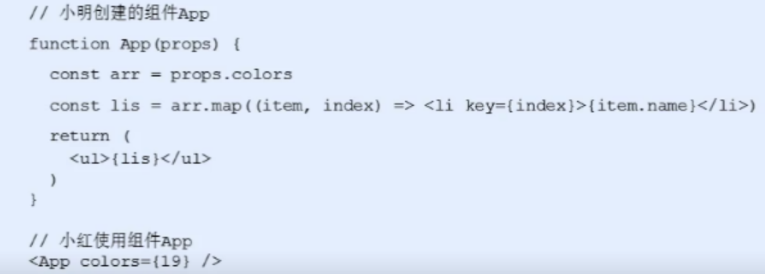 // 小明创建的组件App
function App(props) {
const arr = props.colors
const lis = arr.map((item, index) => <li key={index}>{item.name}</li>)
return (
<ul>{lis}</ul>
)
}
// 小红使用组件App
<App colors={19} />